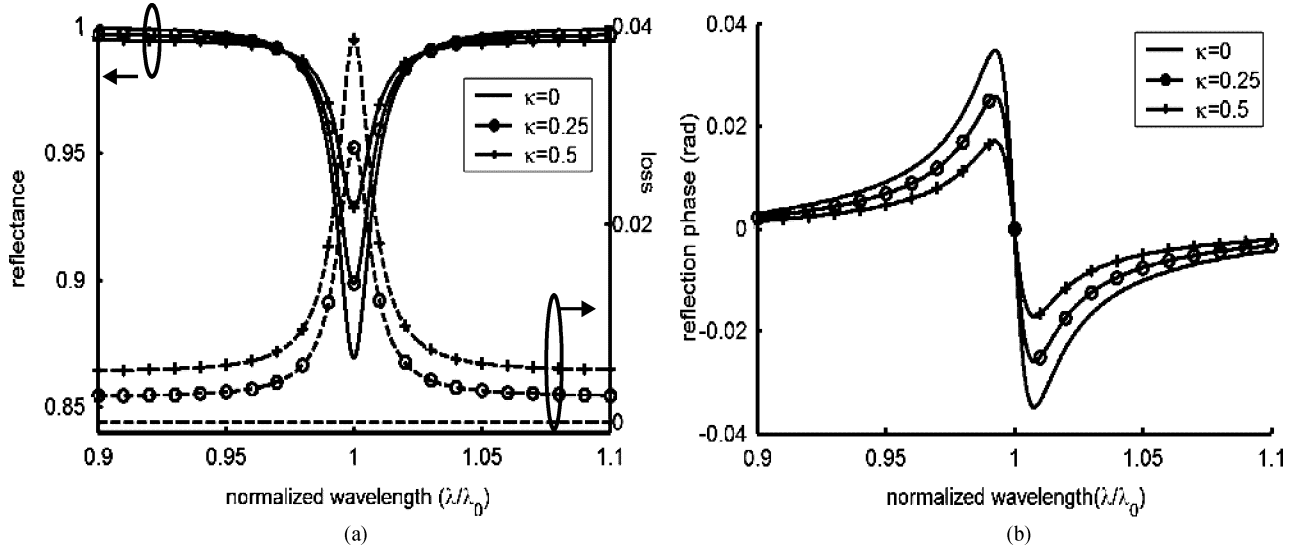 1
0.95
0.9
0.85
reflectance
0.04
0.02
0
loss
κ=0
κ=0.25
κ=0.5
0.9
0.95
1
1.05
1.1
normalized wavelength (λ/λ0)
(a)
0.04
0.02
0
-0.02
-0.04
reflection phase (rad)
κ=0
κ=0.25
κ=0.5
0.9
0.95
1
1.05
1.1
normalized wavelength(λ/λ0)
(b)